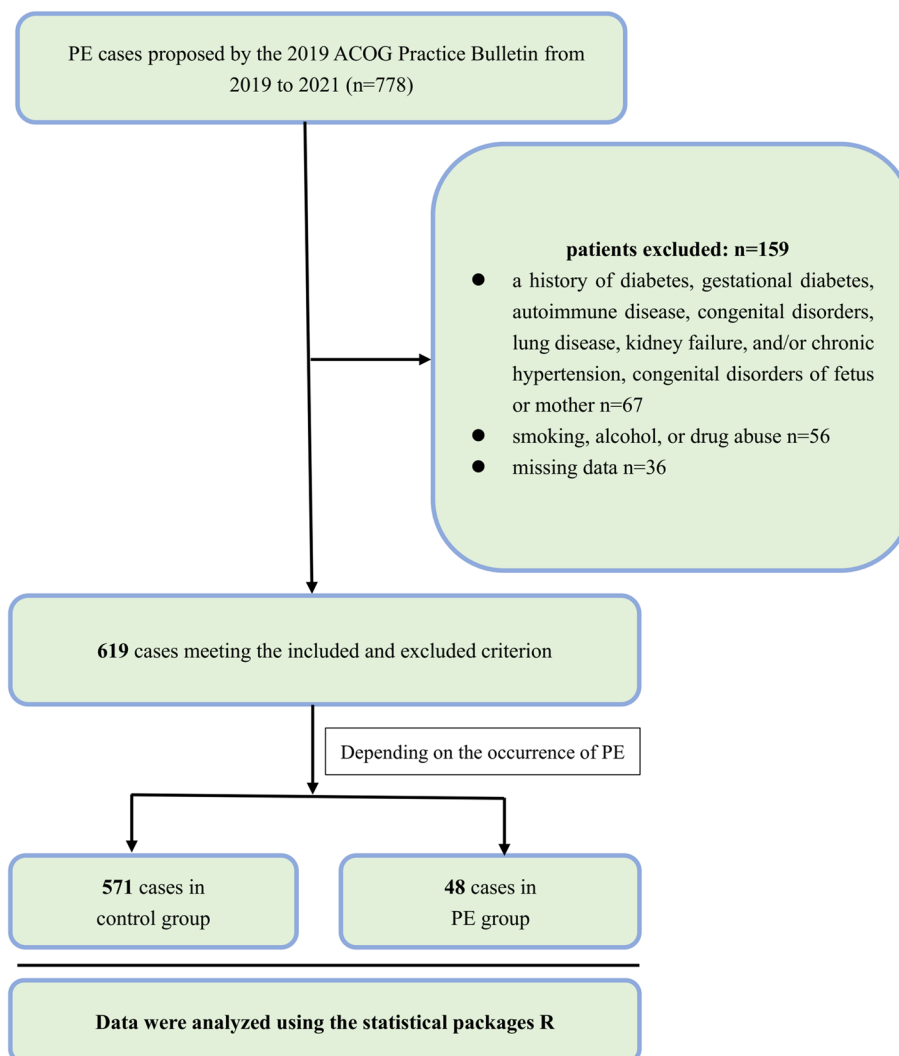 PE cases proposed by the 2019 ACOG Practice Bulletin from
2019 to 2021 (n=778)
patients excluded: n=159
● a history of diabetes, gestational diabetes,
autoimmune disease, congenital disorders,
lung disease, kidney failure, and/or chronic
hypertension, congenital disorders of fetus
or mother n=67
● smoking, alcohol, or drug abuse n=56
● missing data n=36
619 cases meeting the included and excluded criterion
Depending on the occurrence of PE
571 cases in
control group
48 cases in
PE group
Data were analyzed using the statistical packages R